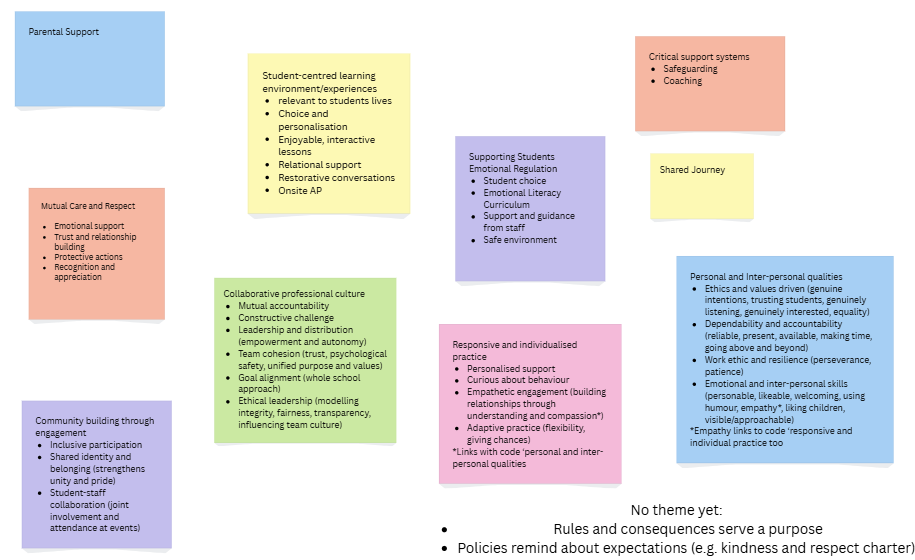 Parental Support
Student-centred learning
environment/experiences
• relevant to students lives
• Choice and
personalisation
• Enjoyable, interactive
lessons
• Relational support
• Restorative conversations
• Onsite AP
Critical support systems
• Safeguarding
• Coaching
Supporting Students
Emotional Regulation
• Student choice
• Emotional Literacy
Curriculum
• Support and guidance
from staff
• Safe environment
Shared Journey
Mutual Care and Respect
• Emotional support
• Trust and relationship
building
• Protective actions
• Recognition and
appreciation
Collaborative professional culture
• Mutual accountability
• Constructive challenge
• Leadership and distribution
(empowerment and autonomy)
• Team cohesion (trust, psychological
safety, unified purpose and values)
• Goal alignment (whole school
approach)
• Ethical leadership (modelling
integrity, fairness, transparency,
influencing team culture)
Personal and Inter-personal qualities
• Ethics and values driven (genuine
intentions, trusting students, genuinely
listening, genuinely interested, equality)
• Dependability and accountability
(reliable, present, available, making time,
going above and beyond)
• Work ethic and resilience (perseverance,
patience)
• Emotional and inter-personal skills
(personable, likeable, welcoming, using
humour, empathy*, liking children,
visible/approachable)
*Empathy links to code 'responsive and
individual practice too
Responsive and individualised
practice
• Personalised support
• Curious about behaviour
• Empathetic engagement (building
relationships through
understanding and compassion*)
• Adaptive practice (flexibility,
giving chances)
*Links with code 'personal and inter-
personal qualities
Community building through
engagement
• Inclusive participation
• Shared identity and
belonging (strengthens
unity and pride)
• Student-staff
collaboration (joint
involvement and
attendance at events)
No theme yet:
• Rules and consequences serve a purpose
• Policies remind about expectations (e.g. kindness and respect charter)